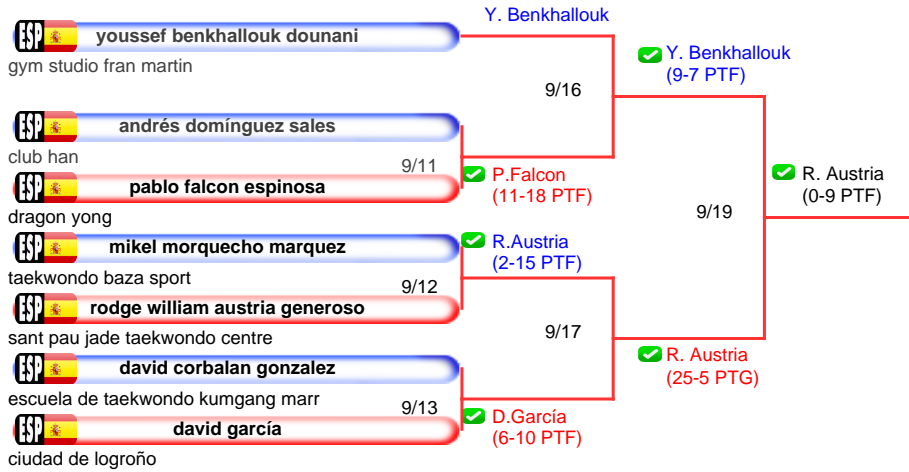 Y. Benkhallouk
ESP youssef benkhallouk dounani
gym studio fran martin
9/16
Y. Benkhallouk
(9-7 PTF)
ESP andrés domínguez sales
club han
9/11
ESP pablo falcon espinosa
dragon yong
P.Falcon
(11-18 PTF)
9/19
R. Austria
(0-9 PTF)
ESP mikel morquecho marquez
taekwondo baza sport
R.Austria
(2-15 PTF)
9/12
ESP rodge william austria generoso
sant pau jade taekwondo centre
9/17
R. Austria
(25-5 PTG)
ESP david corbalan gonzalez
escuela de taekwondo kumgang marr
9/13
ESP david garcía
ciudad de logroño
D.García
(6-10 PTF)